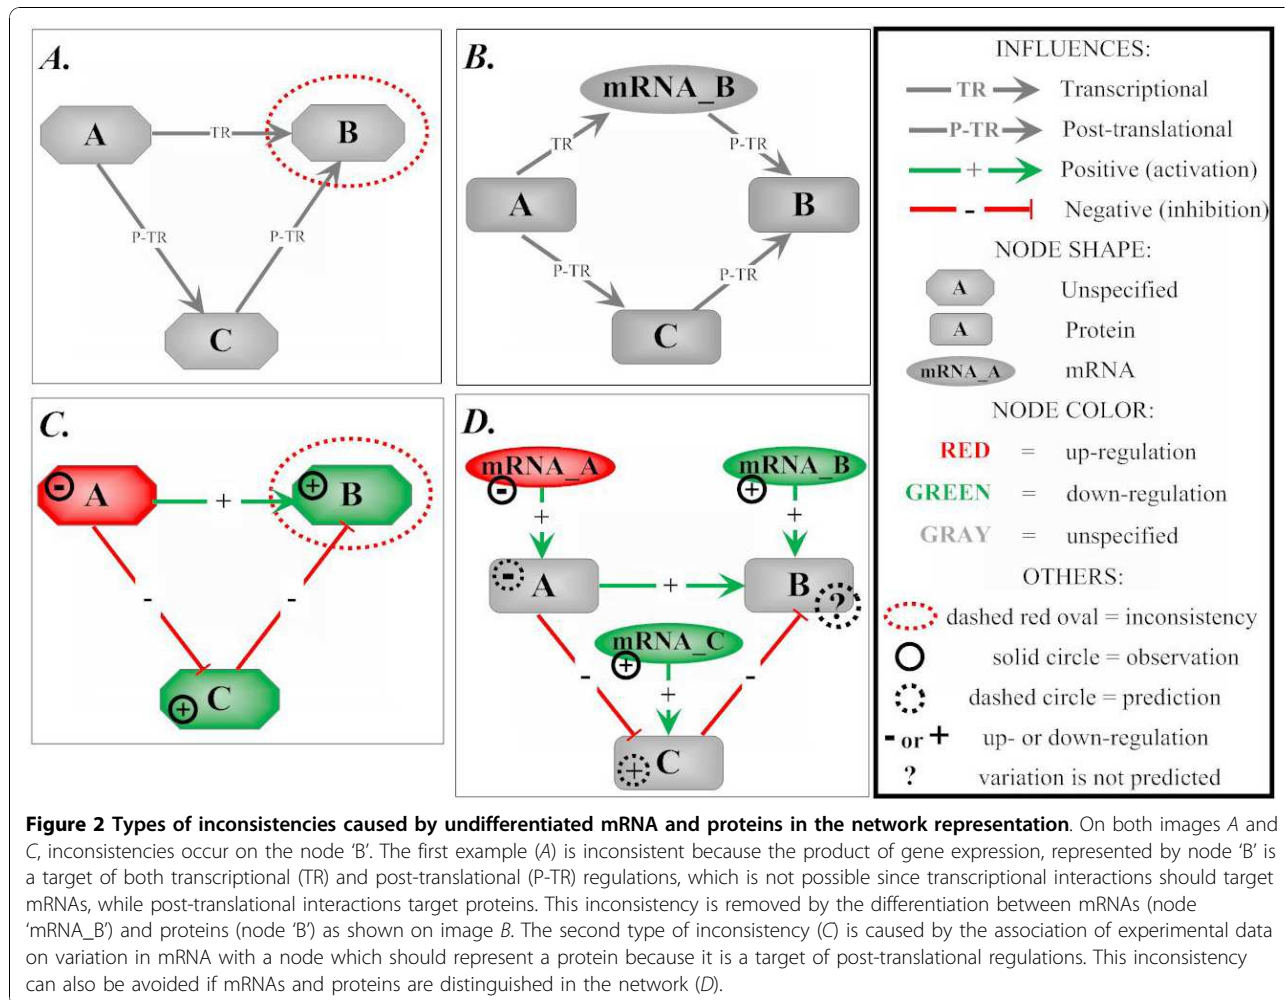 A.
A
TR
B
P-TR
P-TR
C
B.
mRNA_B
TR
P-TR
A
B
P-TR
P-TR
C
C.
-
A
+
+
B
-
-
+
C
D.
mRNA_A
-
mRNA_B
+
+
+
-
A
+
B
?
mRNA_C
+
-
+
-
+
C
INFLUENCES:
TR Transcriptional
P-TR Post-translational
+ Positive (activation)
- Negative (inhibition)
NODE SHAPE:
A Unspecified
A Protein
mRNA_A mRNA
NODE COLOR:
RED = up-regulation
GREEN = down-regulation
GRAY = unspecified
OTHERS:
dashed red oval = inconsistency
solid circle = observation
dashed circle = prediction
- or + up- or down-regulation
? variation is not predicted
Figure 2 Types of inconsistencies caused by undifferentiated mRNA and proteins in the network representation. On both images A and
C, inconsistencies occur on the node ‘B’. The first example (A) is inconsistent because the product of gene expression, represented by node ‘B’ is
a target of both transcriptional (TR) and post-translational (P-TR) regulations, which is not possible since transcriptional interactions should target
mRNAs, while post-translational interactions target proteins. This inconsistency is removed by the differentiation between mRNAs (node
‘mRNA_B’) and proteins (node ‘B’) as shown on image B. The second type of inconsistency (C) is caused by the association of experimental data
on variation in mRNA with a node which should represent a protein because it is a target of post-translational regulations. This inconsistency
can also be avoided if mRNAs and proteins are distinguished in the network (D).